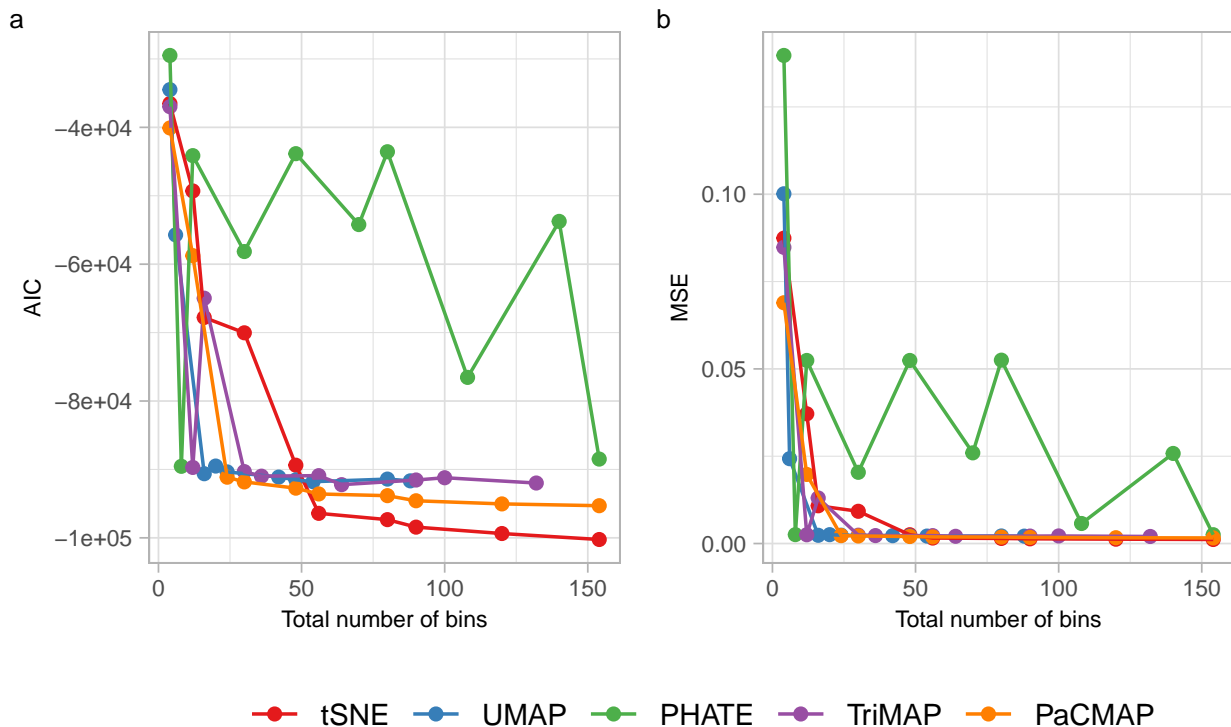 a
b
−4e+04
−6e+04
−8e+04
−1e+05
AIC
0 50 100 150
Total number of bins
0.10
0.05
0.00
MSE
0 50 100 150
Total number of bins
tSNE UMAP PHATE TriMAP PaCMAP